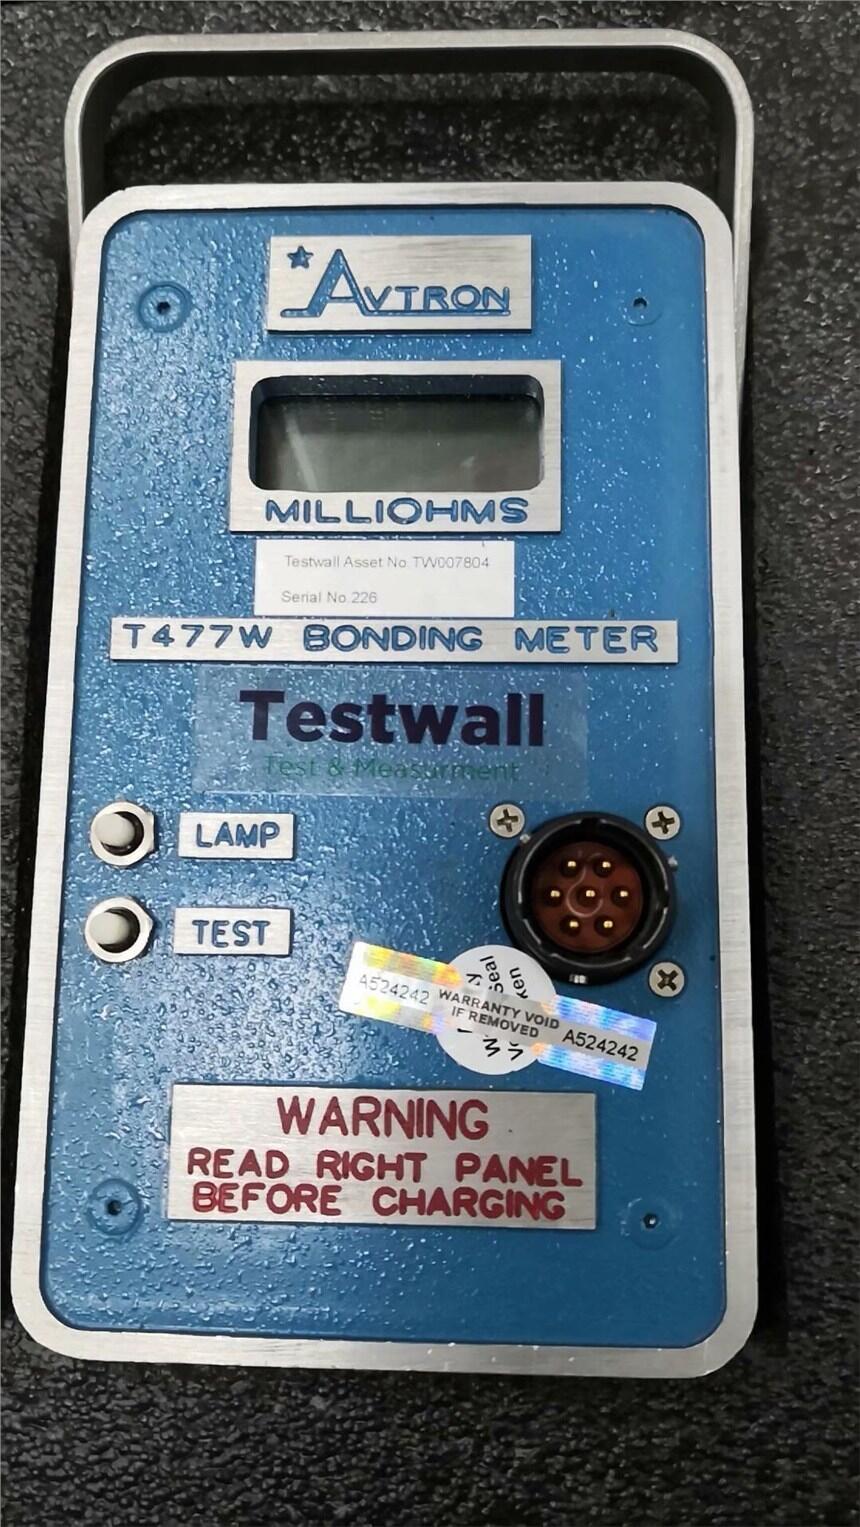 AVTRON
MILLIOHMS
Testwall Asset No.TW007804
Serial No.226
T477W BONDING METER
Testwall
Test & Measurment
LAMP
TEST
Seal
A524242 WARRANTY VOID IF REMOVED A524242
WARNING
READ RIGHT PANEL
BEFORE CHARGING